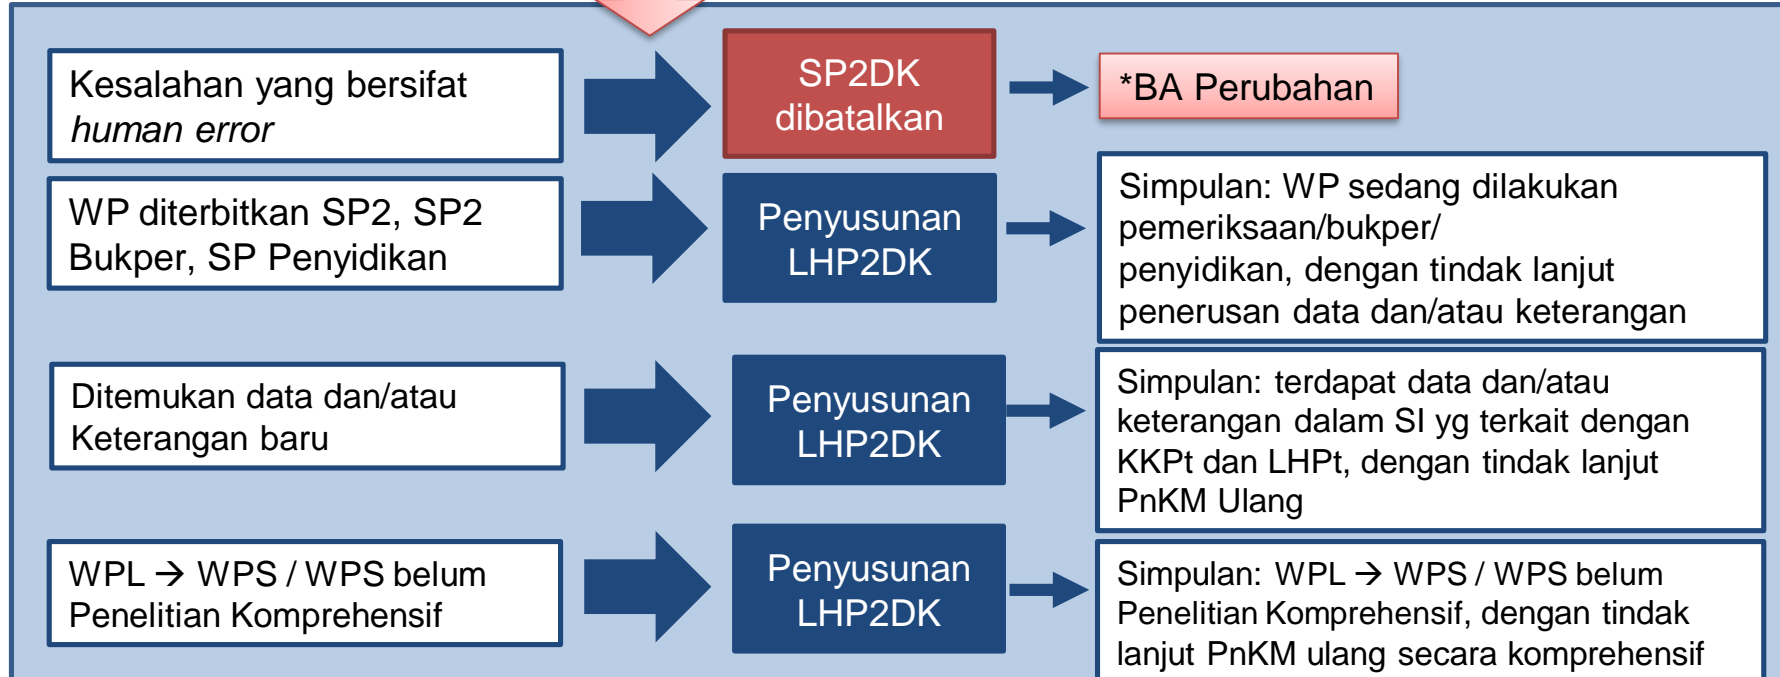 Kesalahan yang bersifat
human error
SP2DK
dibatalkan
*BA Perubahan
WP diterbitkan SP2, SP2
Bukper, SP Penyidikan
Penyusunan
LHP2DK
Simpulan: WP sedang dilakukan
pemeriksaan/bukper/
penyidikan, dengan tindak lanjut
penerusan data dan/atau keterangan
Ditemukan data dan/atau
Keterangan baru
Penyusunan
LHP2DK
Simpulan: terdapat data dan/atau
keterangan dalam SI yg terkait dengan
KKPt dan LHPt, dengan tindak lanjut
PnKM Ulang
WPL → WPS / WPS belum
Penelitian Komprehensif
Penyusunan
LHP2DK
Simpulan: WPL → WPS / WPS belum
Penelitian Komprehensif, dengan tindak
lanjut PnKM ulang secara komprehensif